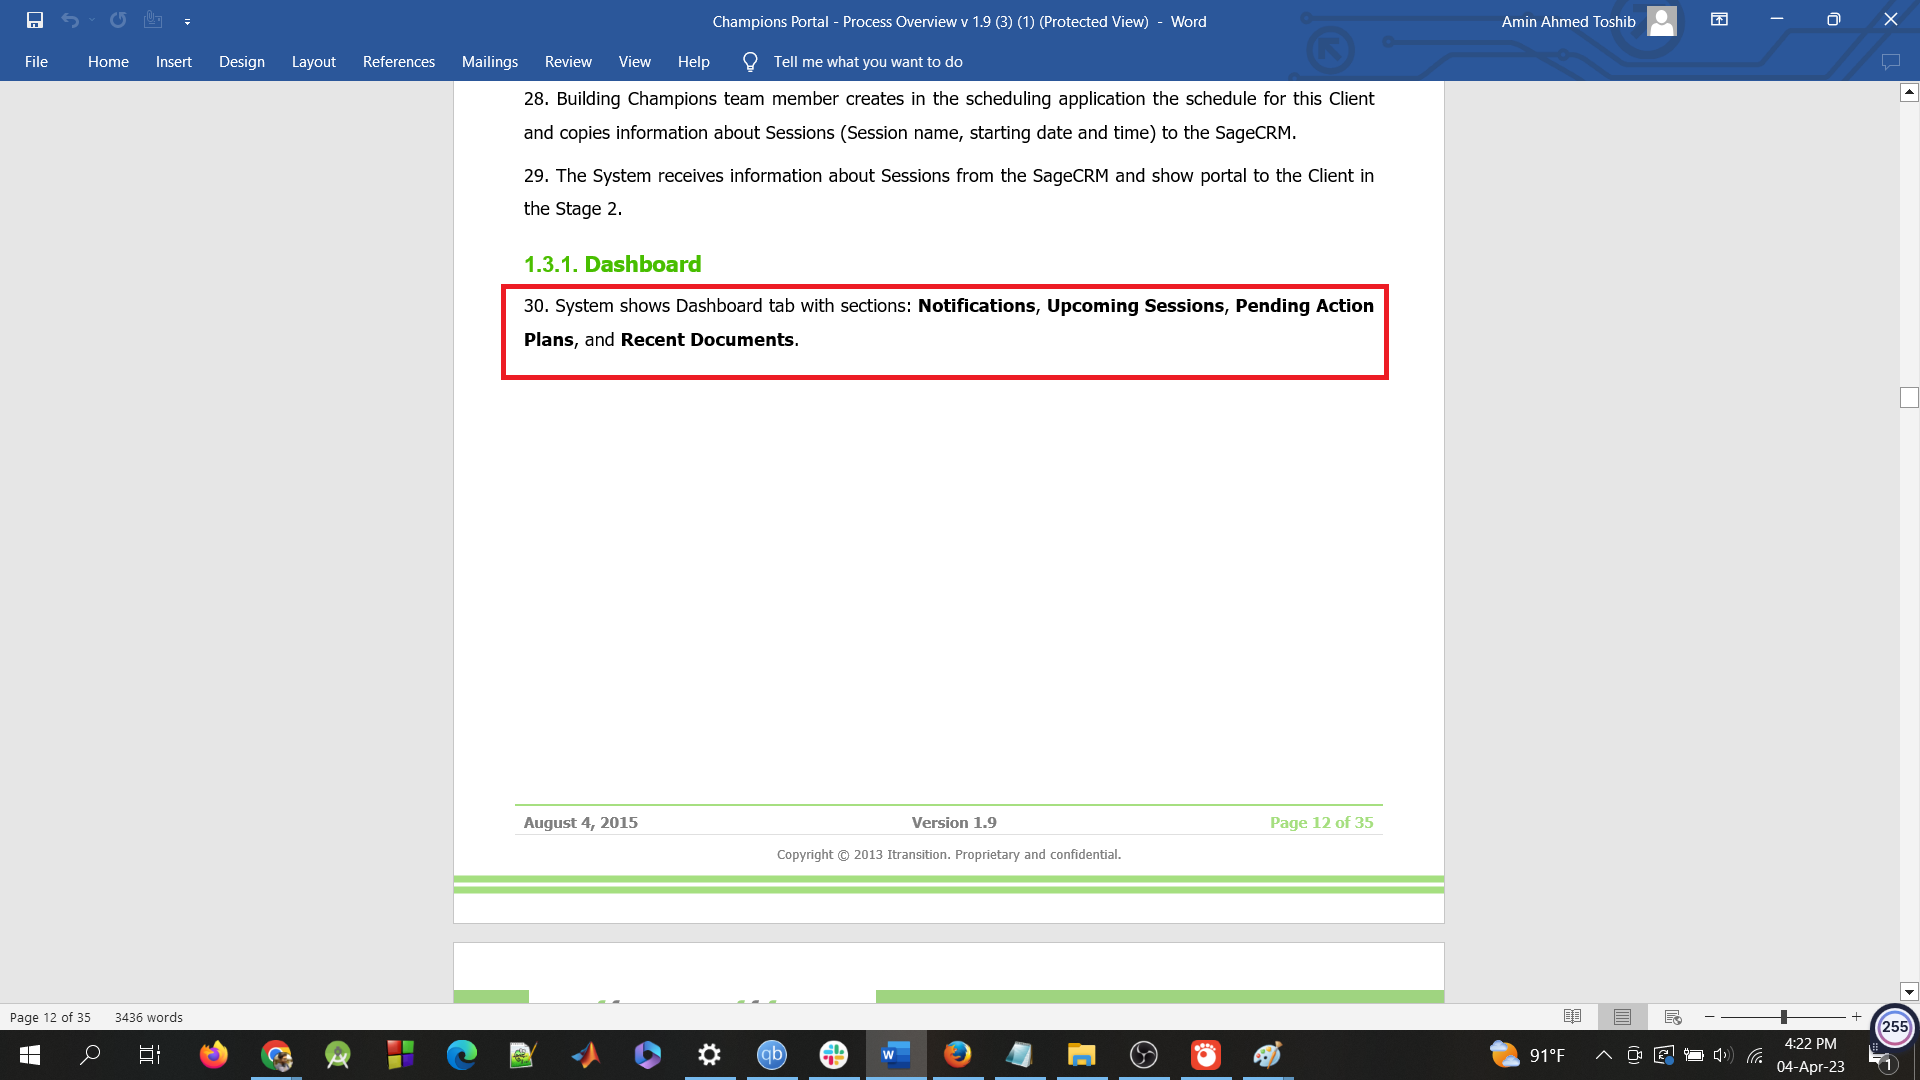 Champions Portal - Process Overview v 1.9 (3) (1) (Protected View) - Word
Amin Ahmed Toshib
File Home Insert Design Layout References Mailings Review View Help Tell me what you want to do
28. Building Champions team member creates in the scheduling application the schedule for this Client
and copies information about Sessions (Session name, starting date and time) to the SageCRM.
29. The System receives information about Sessions from the SageCRM and show portal to the Client in
the Stage 2.
1.3.1. Dashboard
30. System shows Dashboard tab with sections: Notifications, Upcoming Sessions, Pending Action
Plans, and Recent Documents.
August 4, 2015 Version 1.9 Page 12 of 35
Copyright © 2013 Itransition. Proprietary and confidential.
Page 12 of 35 3436 words
255
qb
W
91°F
4:22 PM
04-Apr-23
1